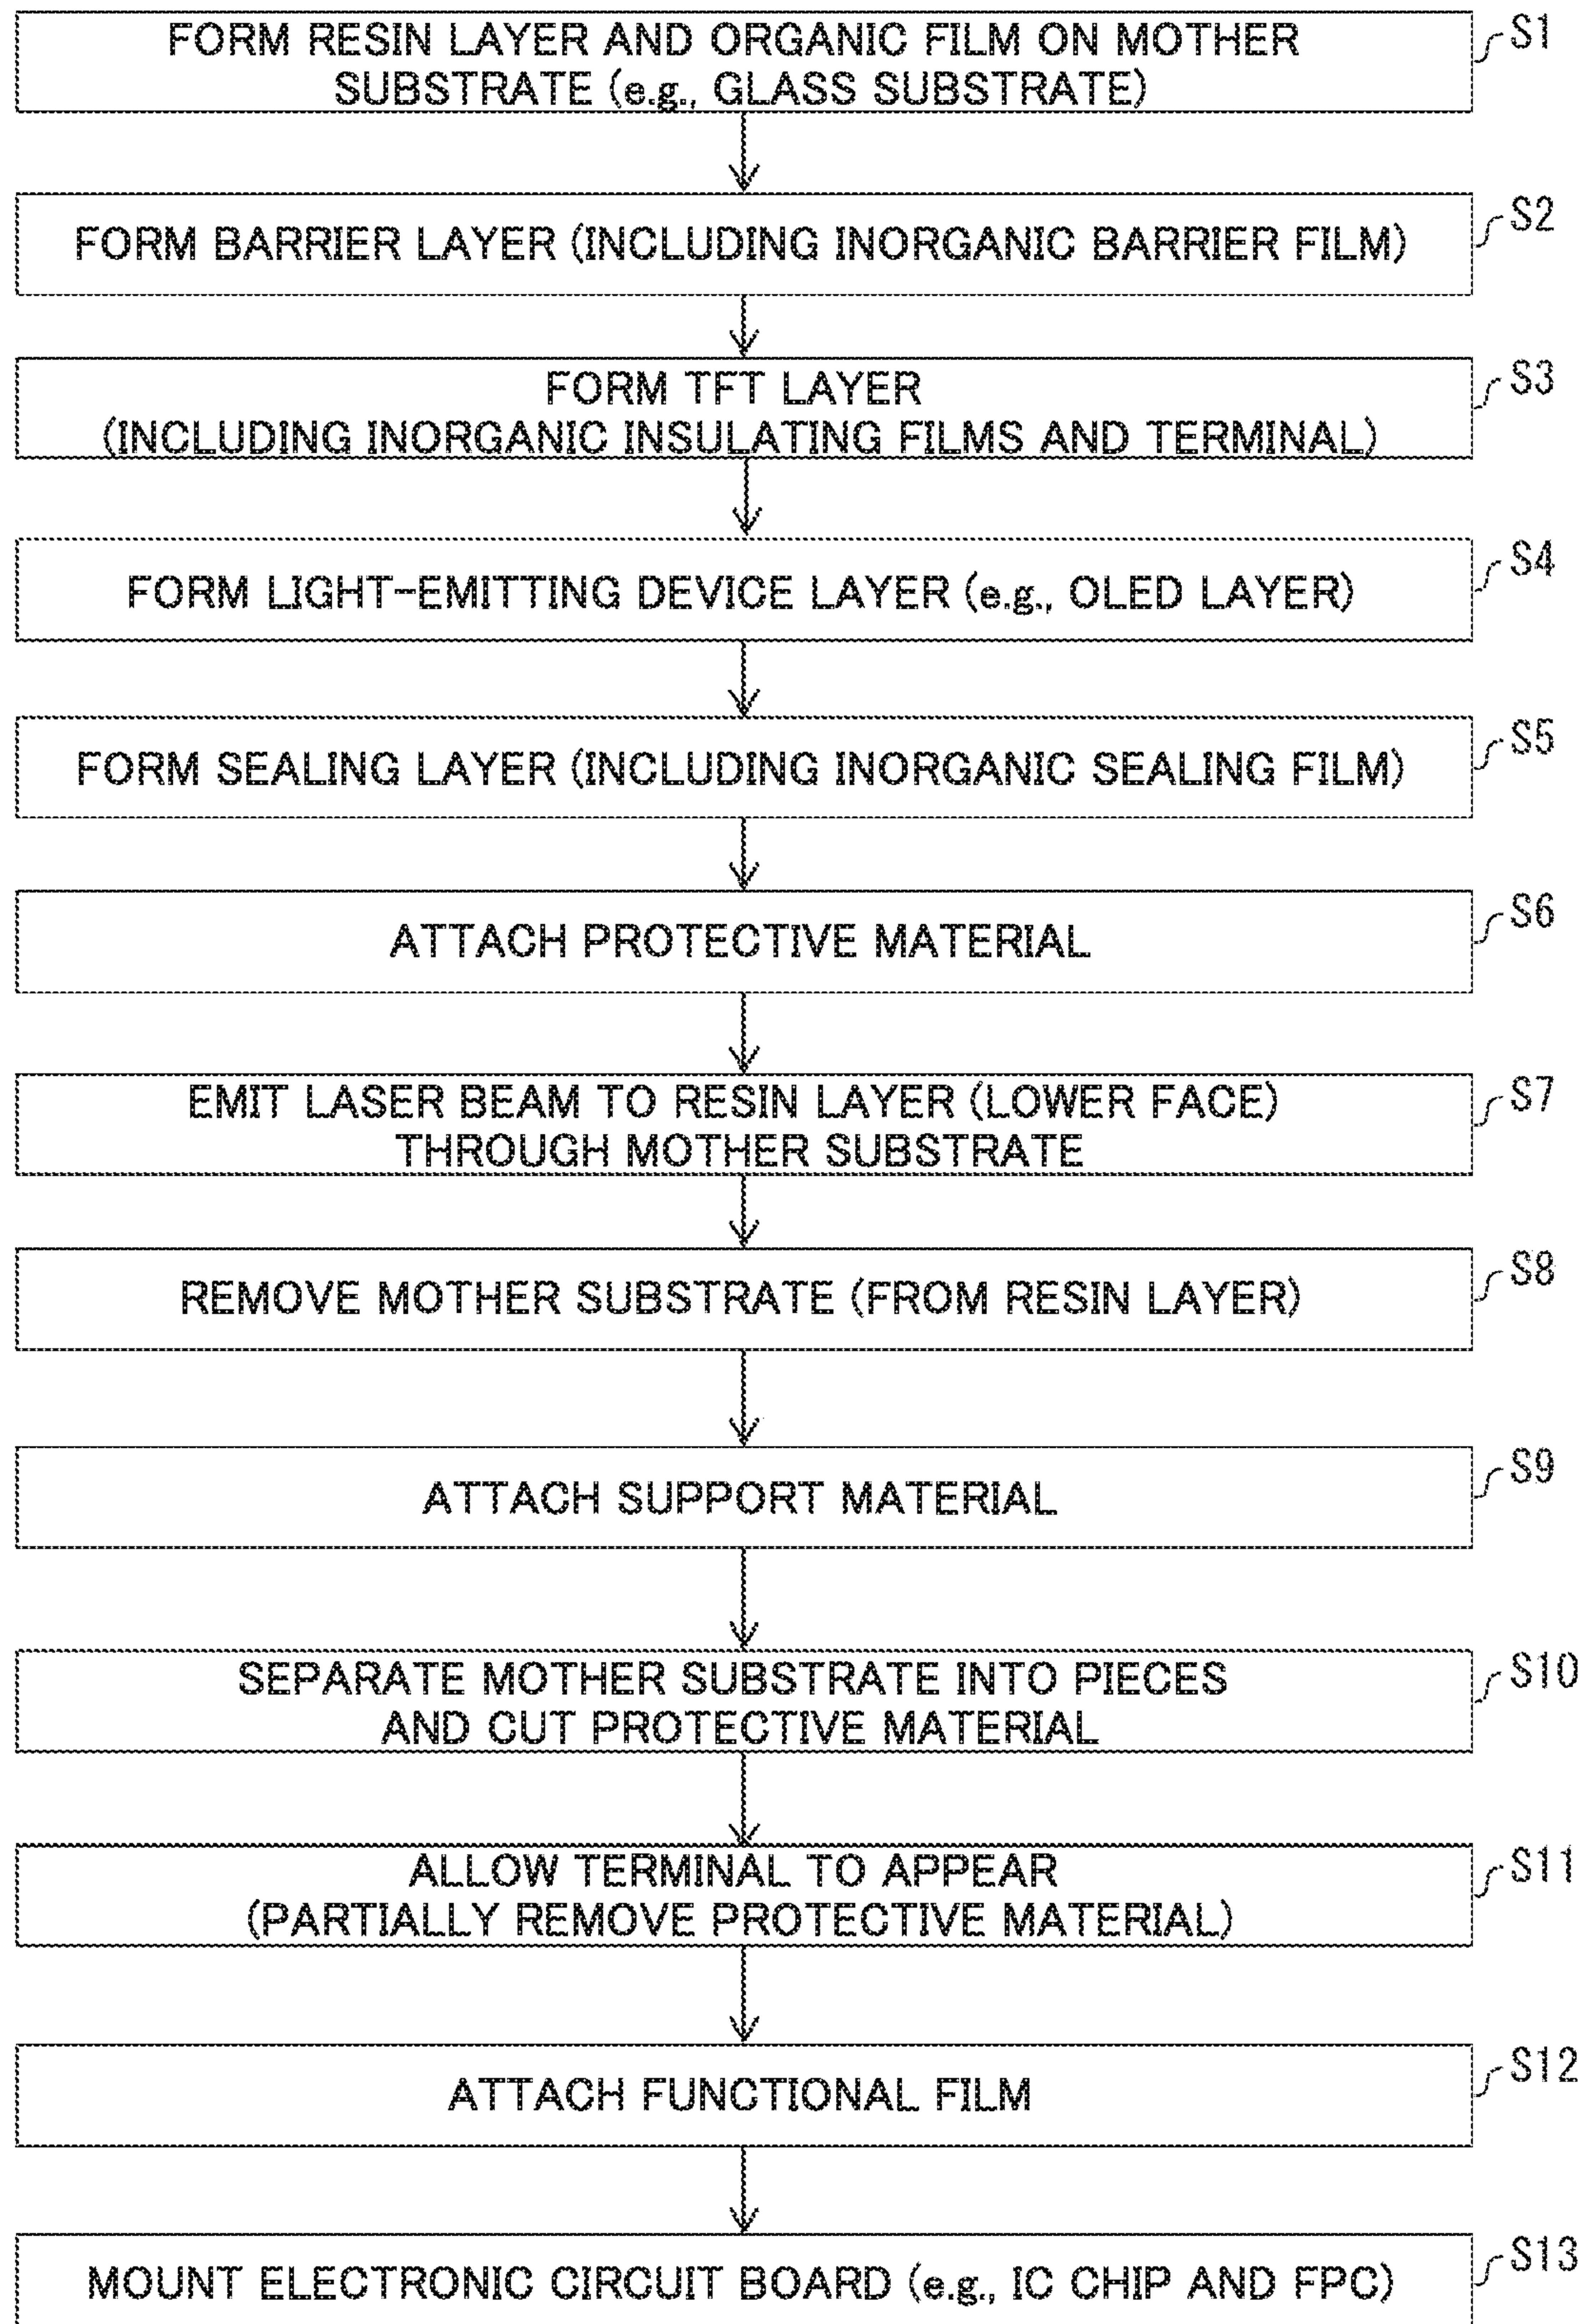 FORM RESIN LAYER AND ORGANIC FILM ON MOTHER
SUBSTRATE (e.g., GLASS SUBSTRATE)
S1
FORM BARRIER LAYER (INCLUDING INORGANIC BARRIER FILM)
S2
FORM TFT LAYER
(INCLUDING INORGANIC INSULATING FILMS AND TERMINAL)
S3
FORM LIGHT-EMITTING DEVICE LAYER (e.g., OLED LAYER)
S4
FORM SEALING LAYER (INCLUDING INORGANIC SEALING FILM)
S5
ATTACH PROTECTIVE MATERIAL
S6
EMIT LASER BEAM TO RESIN LAYER (LOWER FACE)
THROUGH MOTHER SUBSTRATE
S7
REMOVE MOTHER SUBSTRATE (FROM RESIN LAYER)
S8
ATTACH SUPPORT MATERIAL
S9
SEPARATE MOTHER SUBSTRATE INTO PIECES
AND CUT PROTECTIVE MATERIAL
S10
ALLOW TERMINAL TO APPEAR
(PARTIALLY REMOVE PROTECTIVE MATERIAL)
S11
ATTACH FUNCTIONAL FILM
S12
MOUNT ELECTRONIC CIRCUIT BOARD (e.g., IC CHIP AND FPC)
S13